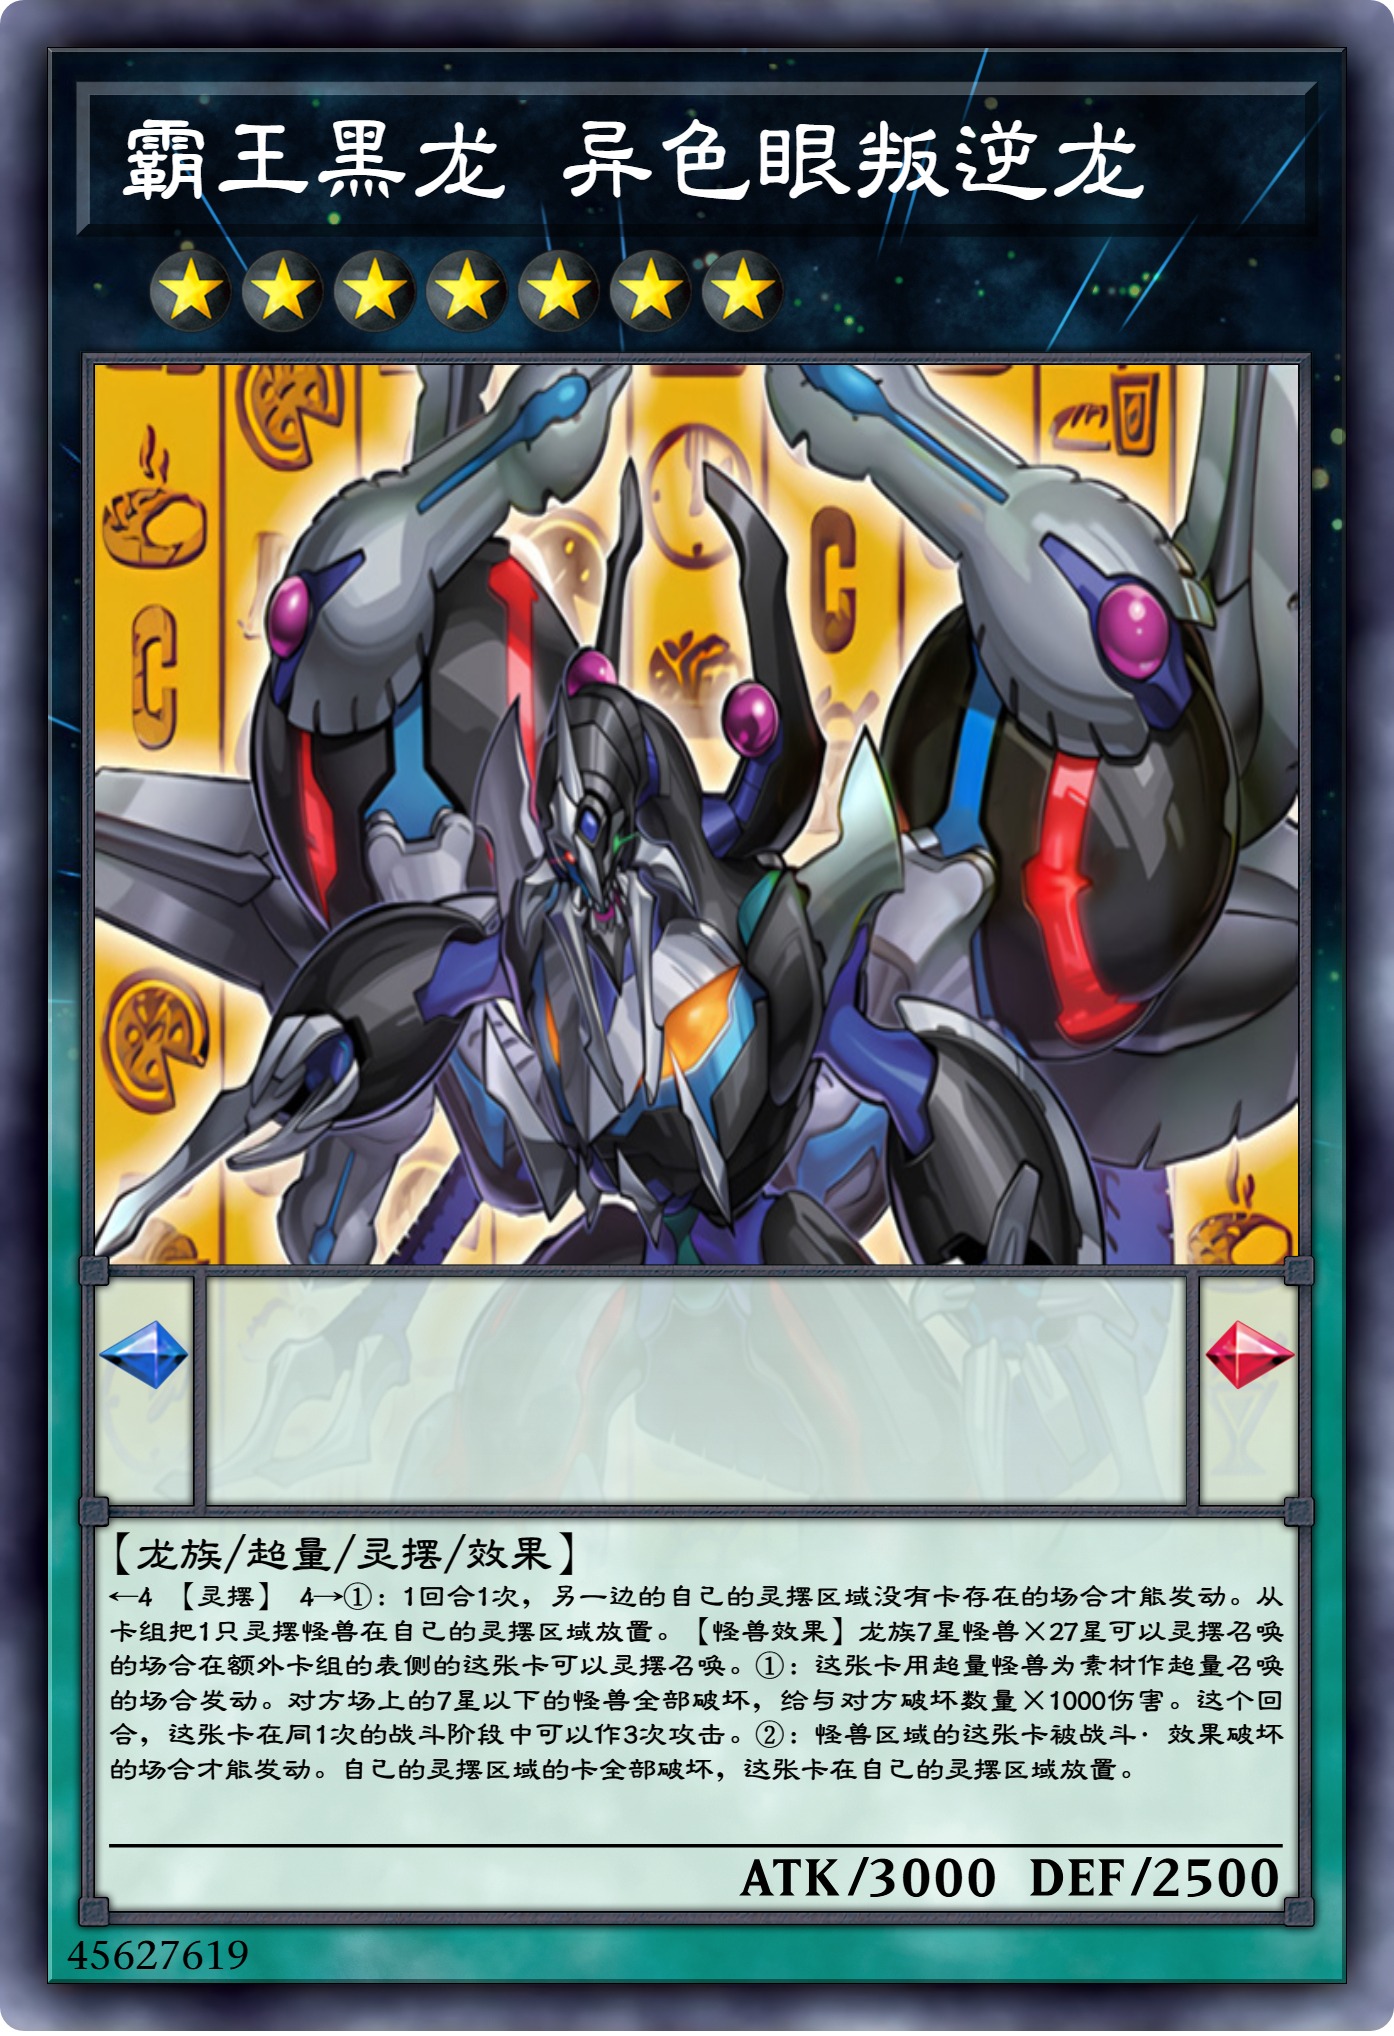 霸王黑龙 异色眼叛逆龙
【龙族/超量/灵摆/效果】
←4 【灵摆】 4→①：1回合1次，另一边的自己的灵摆区域没有卡存在的场合才能发动。从
卡组把1只灵摆怪兽在自己的灵摆区域放置。【怪兽效果】龙族7星怪兽×27星可以灵摆召唤
的场合在额外卡组的表侧的这张卡可以灵摆召唤。①：这张卡用超量怪兽为素材作超量召唤
的场合发动。对方场上的7星以下的怪兽全部破坏，给与对方破坏数量×1000伤害。这个回
合，这张卡在同1次的战斗阶段中可以作3次攻击。②：怪兽区域的这张卡被战斗·效果破坏
的场合才能发动。自己的灵摆区域的卡全部破坏，这张卡在自己的灵摆区域放置。
ATK/3000 DEF/2500
45627619